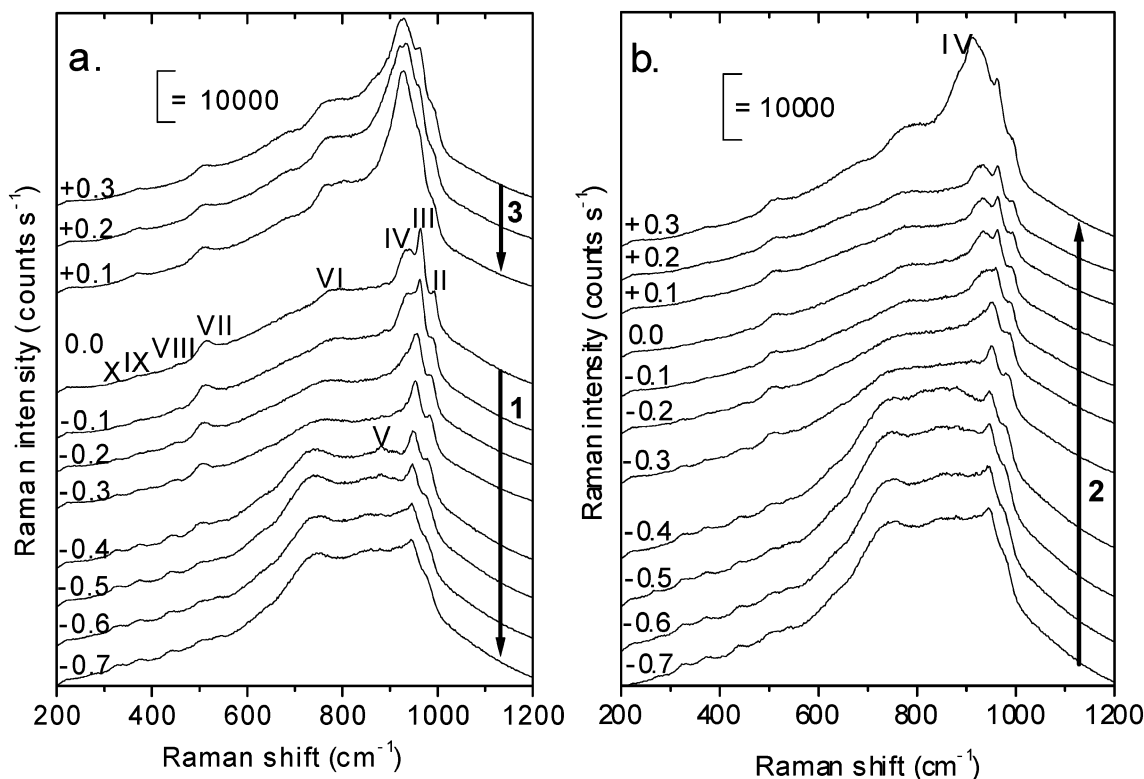 a.
= 10000
+0.3
+0.2
+0.1
0.0
-0.1
-0.2
-0.3
-0.4
-0.5
-0.6
-0.7
3
III
IV
II
VI
VII
VIII
IX
X
1
V
200 400 600 800 1000 1200
Raman shift (cm-1)
Raman intensity (counts s-1)
b.
= 10000
IV
+0.3
+0.2
+0.1
0.0
-0.1
-0.2
-0.3
-0.4
-0.5
-0.6
-0.7
2
200 400 600 800 1000 1200
Raman shift (cm-1)
Raman intensity (counts s-1)